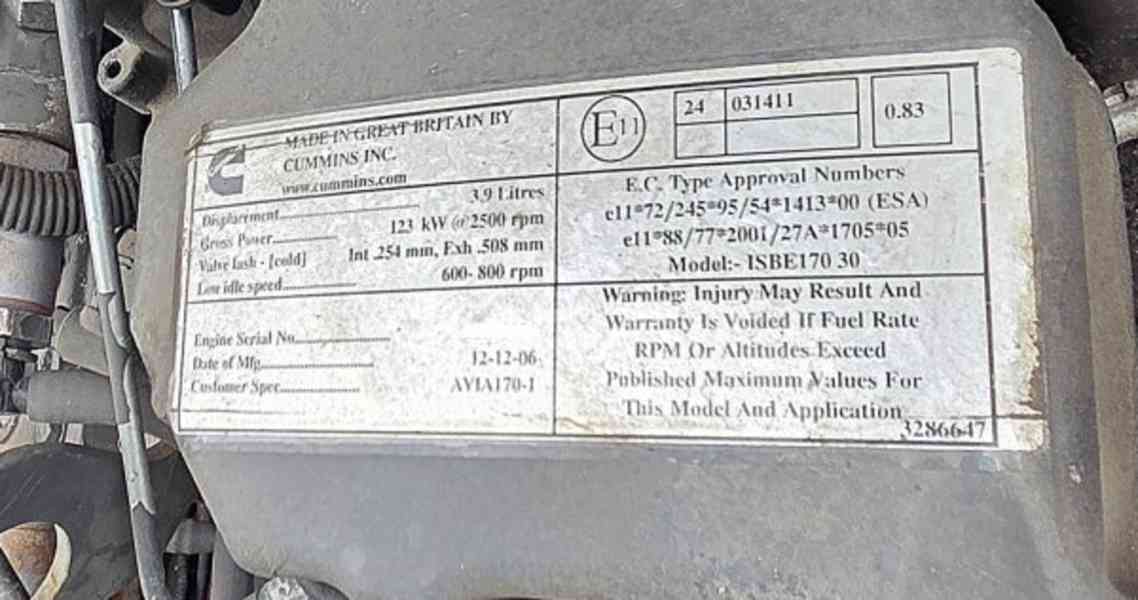 MADE IN GREAT BRITAIN BY
CUMMINS INC.
www.cummins.com
Displacement 3.9 Litres
Gross Power 123 kW @ 2500 rpm
Valve lash - [cold] Int .254 mm, Exh .508 mm
Low idle speed 600- 800 rpm
Engine Serial No.
Date of Mfg. 12-12-06
Customer Spec. AVIA170-1
E11
24 031411
0.83
E.C. Type Approval Numbers
e11*72/245*95/54*1413*00 (ESA)
e11*88/77*2001/27A*1705*05
Model:- ISBE170 30
Warning: Injury May Result And
Warranty Is Voided If Fuel Rate
RPM Or Altitudes Exceed
Published Maximum Values For
This Model And Application
3286647